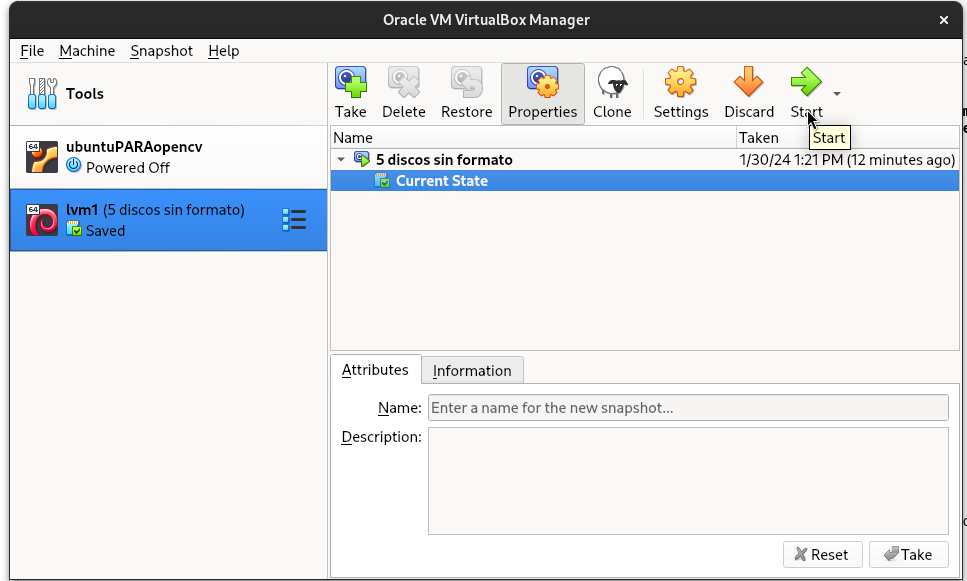 Oracle VM VirtualBox Manager
File Machine Snapshot Help
Tools
Take Delete Restore Properties Clone Settings Discard Start
Start
Name Taken
5 discos sin formato 1/30/24 1:21 PM (12 minutes ago)
Current State
64 ubuntuPARAopencv
Powered Off
64 lvm1 (5 discos sin formato)
Saved
Attributes Information
Name: Enter a name for the new snapshot...
Description:
Reset Take